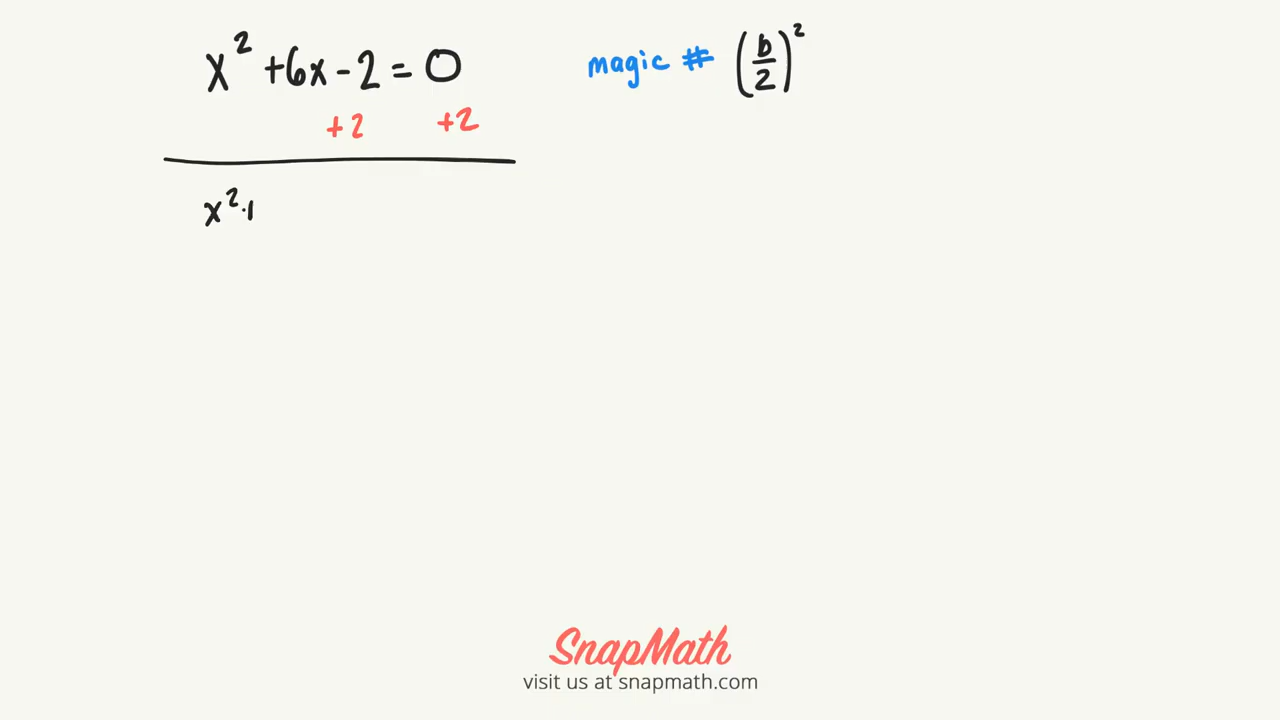 x² +6x - 2 = 0
magic # (b/2)²
+2 +2
x²
SnapMath
visit us at snapmath.com